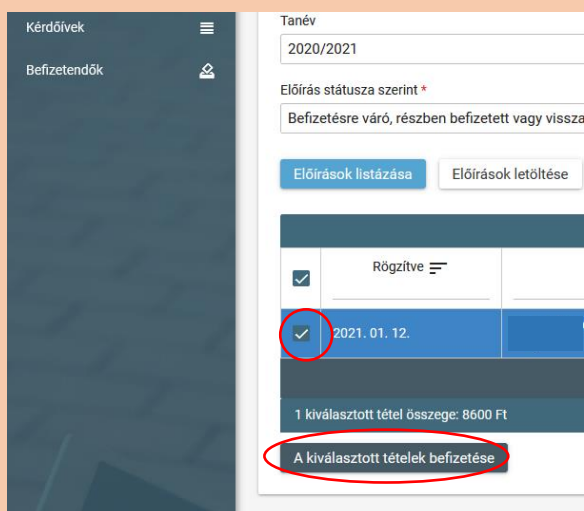 Kérdőívek
Befizetendők
Tanév
2020/2021
Előírás státusza szerint *
Befizetésre váró, részben befizetett vagy vissza
Előírások listázása
Előírások letöltése
Rögzítve
2021. 01. 12.
1 kiválasztott tétel összege: 8600 Ft
A kiválasztott tételek befizetése